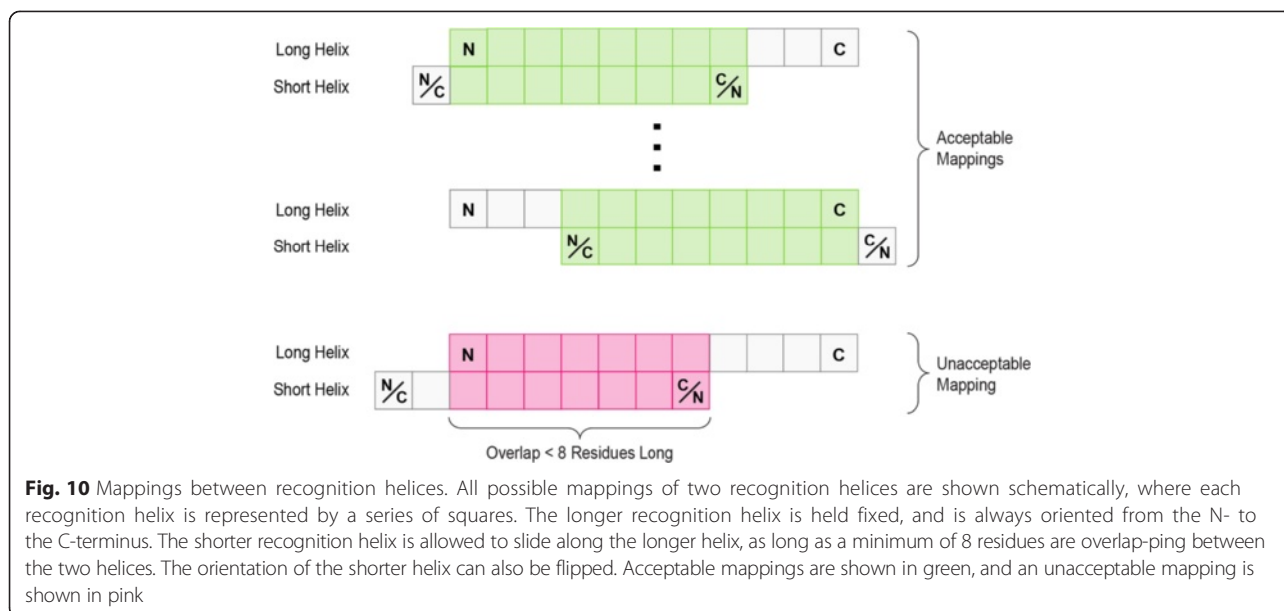 Long Helix N C
Short Helix N/C C/N
Acceptable
Mappings
Long Helix N C
Short Helix N/C C/N
Long Helix N C
Short Helix N/C C/N
Unacceptable
Mapping
Overlap < 8 Residues Long
Fig. 10 Mappings between recognition helices. All possible mappings of two recognition helices are shown schematically, where each
recognition helix is represented by a series of squares. The longer recognition helix is held fixed, and is always oriented from the N- to
the C-terminus. The shorter recognition helix is allowed to slide along the longer helix, as long as a minimum of 8 residues are overlap-ping between
the two helices. The orientation of the shorter helix can also be flipped. Acceptable mappings are shown in green, and an unacceptable mapping is
shown in pink